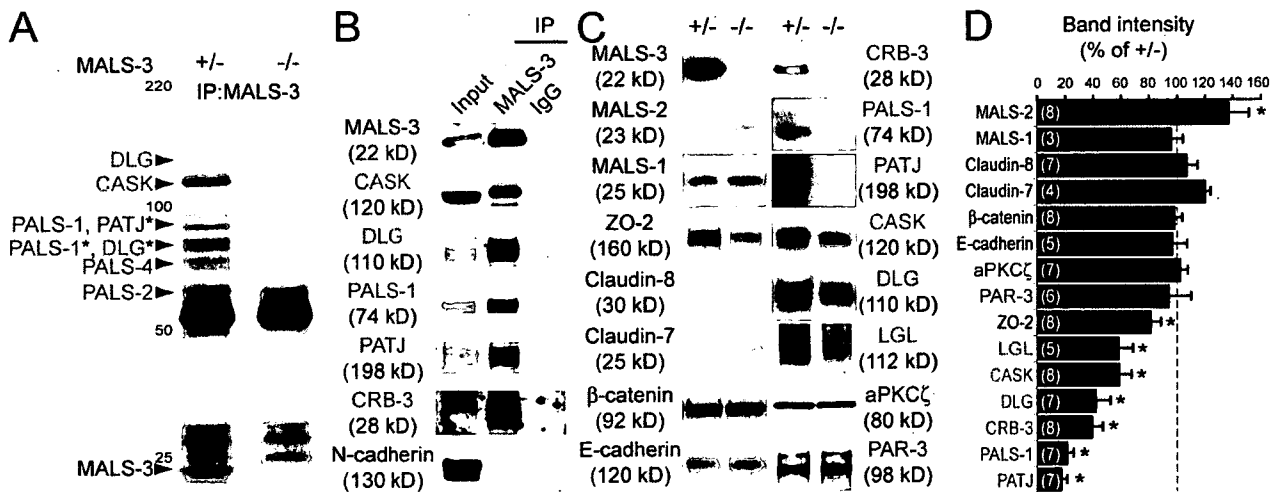 A
MALS-3 +/- -/-
IP:MALS-3
220
DLG
CASK
100
PALS-1, PATJ*
PALS-1*, DLG*
PALS-4
PALS-2
50
25
MALS-3
B
IP
Input MALS-3 IgG
MALS-3
(22 kD)
CASK
(120 kD)
DLG
(110 kD)
PALS-1
(74 kD)
PATJ
(198 kD)
CRB-3
(28 kD)
N-cadherin
(130 kD)
C
+/- -/- +/- -/-
MALS-3
(22 kD)
MALS-2
(23 kD)
MALS-1
(25 kD)
ZO-2
(160 kD)
Claudin-8
(30 kD)
Claudin-7
(25 kD)
β-catenin
(92 kD)
E-cadherin
(120 kD)
CRB-3
(28 kD)
PALS-1
(74 kD)
PATJ
(198 kD)
CASK
(120 kD)
DLG
(110 kD)
LGL
(112 kD)
aPKCζ
(80 kD)
PAR-3
(98 kD)
D
Band intensity
(% of +/-)
0 20 40 60 80 100 120 140 160
MALS-2 (8) *
MALS-1 (3)
Claudin-8 (7)
Claudin-7 (4)
β-catenin (8)
E-cadherin (5)
aPKCζ (7)
PAR-3 (6)
ZO-2 (8) *
LGL (5) *
CASK (8) *
DLG (7) *
CRB-3 (8) *
PALS-1 (7) *
PATJ (7) *